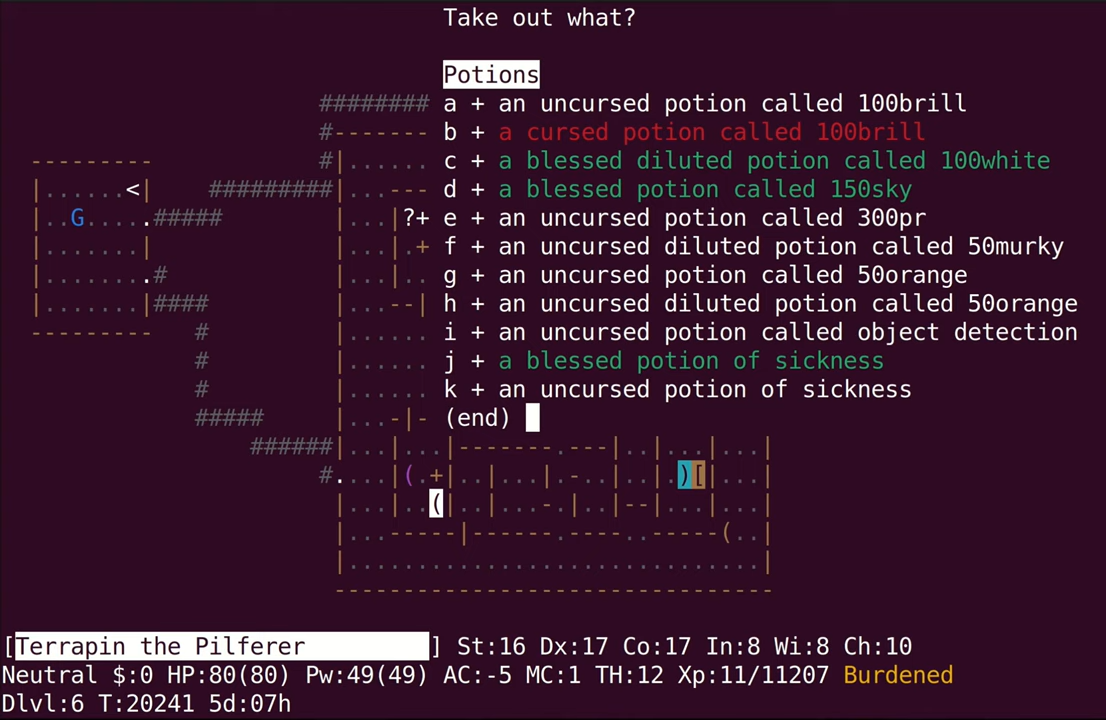 Take out what?
Potions
######## a + an uncursed potion called 100brill
#------- b + a cursed potion called 100brill
--------- #|...... c + a blessed diluted potion called 100white
|......<| #########|...--- d + a blessed potion called 150sky
|..G.....##### |...|?+ e + an uncursed potion called 300pr
|.......| |...|.+ f + an uncursed diluted potion called 50murky
|........# |...|.. g + an uncursed potion called 50orange
|.......|#### |...--| h + an uncursed diluted potion called 50orange
--------- # |...... i + an uncursed potion called object detection
# |...... j + a blessed potion of sickness
# |...... k + an uncursed potion of sickness
##### |...-|- (end)
######|...|...|-------.---|..|...|...|
#....|(.+|..|...|.-..|..|.)[|...|
|...|..(|..|...-.|..|--|...|...|
|...-----|------.----..-----(..|
|..............................|
--------------------------------
[Terrapin the Pilferer ] St:16 Dx:17 Co:17 In:8 Wi:8 Ch:10
Neutral $:0 HP:80(80) Pw:49(49) AC:-5 MC:1 TH:12 Xp:11/11207 Burdened
Dlvl:6 T:20241 5d:07h